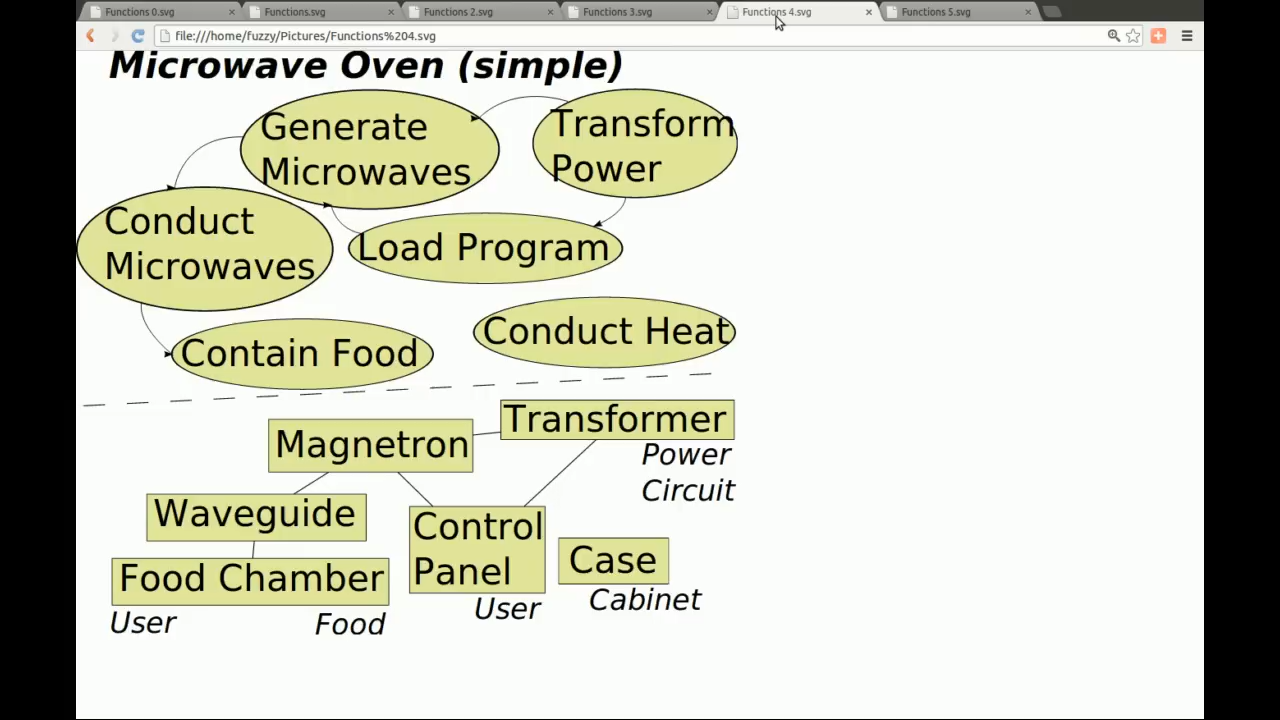 Functions 0.svg
Functions.svg
Functions 2.svg
Functions 3.svg
Functions 4.svg
Functions 5.svg
file:///home/fuzzy/Pictures/Functions%204.svg
Microwave Oven (simple)
Generate
Microwaves
Transform
Power
Conduct
Microwaves
Load Program
Contain Food
Conduct Heat
Magnetron
Transformer
Power
Circuit
Waveguide
Control
Panel
Case
Food Chamber
Cabinet
User
Food
User